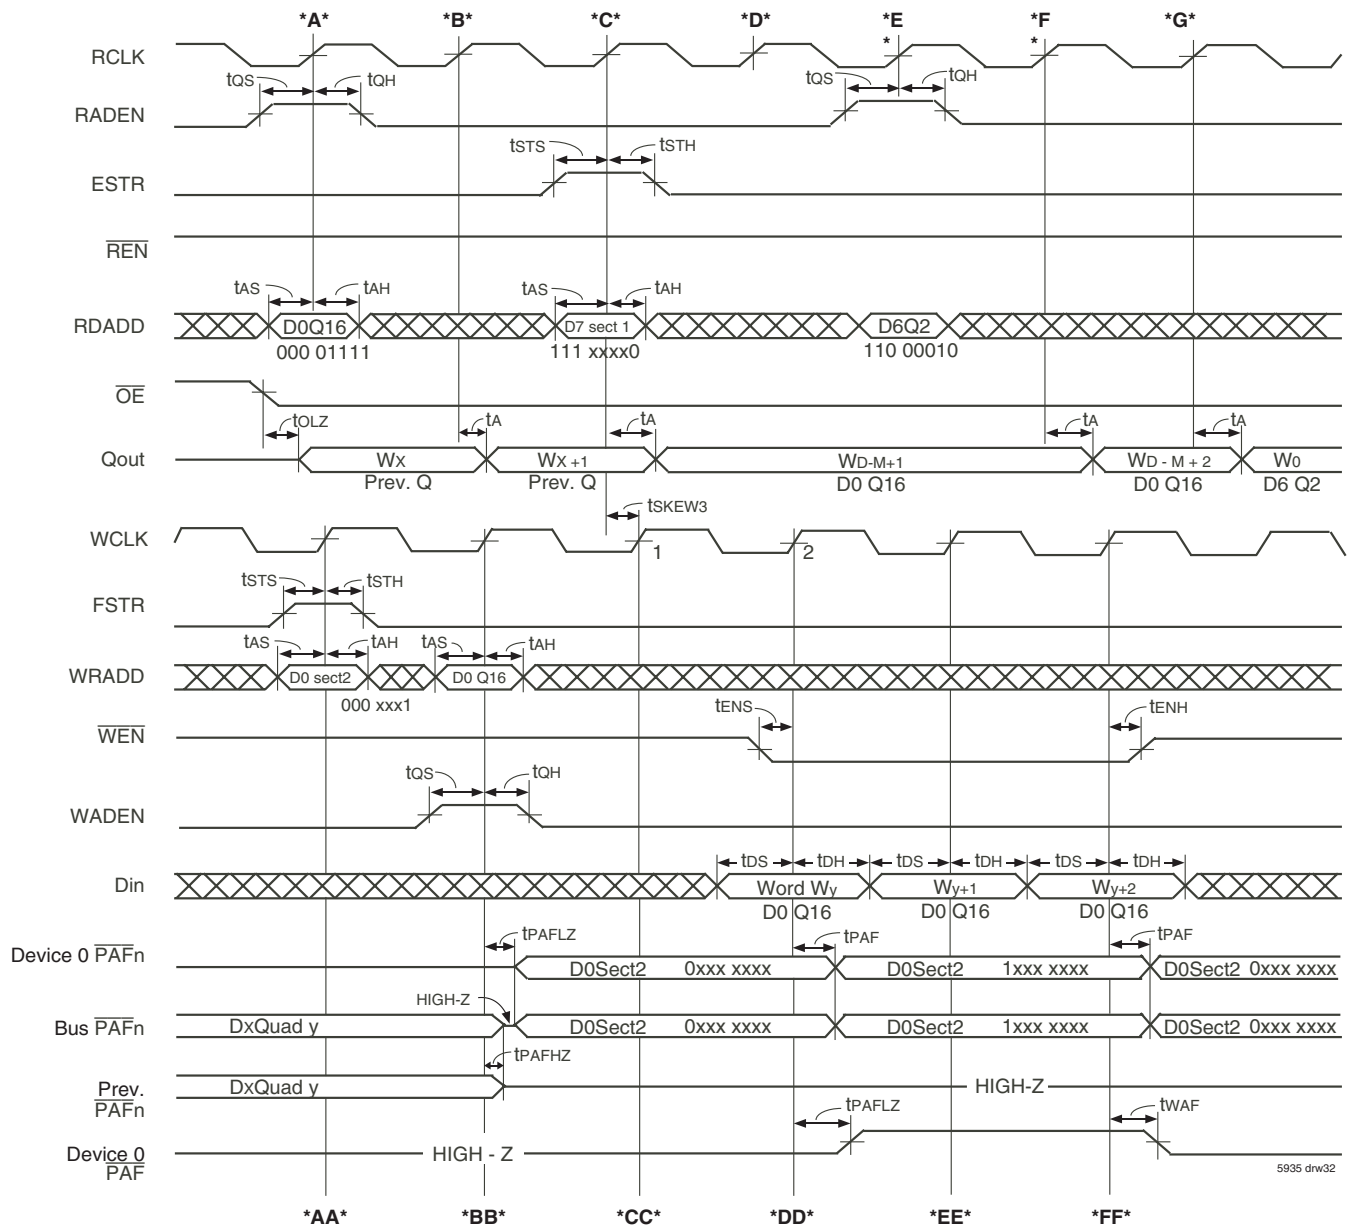 *A* *B* *C* *D* *E *F *G*
RCLK * *
tQS tQH tQS tQH
RADEN
tSTS tSTH
ESTR
REN
tAS tAH tAS tAH
RDADD D0Q16 D7 sect 1 D6Q2
000 01111 111 xxxx0 110 00010
OE
tOLZ tA tA tA tA
Qout WX WX +1 WD-M+1 WD - M + 2 W0
Prev. Q Prev. Q D0 Q16 D0 Q16 D6 Q2
tSKEW3
WCLK 1 2
tSTS tSTH
FSTR
tAS tAH tAS tAH
WRADD D0 sect2 D0 Q16
000 xxx1
tENS tENH
WEN
tQS tQH
WADEN
tDS tDH tDS tDH tDS tDH
Din Word Wy Wy+1 Wy+2
D0 Q16 D0 Q16 D0 Q16
tPAFLZ tPAF tPAF
Device 0 PAFn D0Sect2 0xxx xxxx D0Sect2 1xxx xxxx D0Sect2 0xxx xxxx
HIGH-Z
Bus PAFn DxQuad y D0Sect2 0xxx xxxx D0Sect2 1xxx xxxx D0Sect2 0xxx xxxx
tPAFHZ
Prev. DxQuad y HIGH-Z
PAFn
tPAFLZ tWAF
Device 0 HIGH - Z
PAF
5935 drw32
*AA* *BB* *CC* *DD* *EE* *FF*